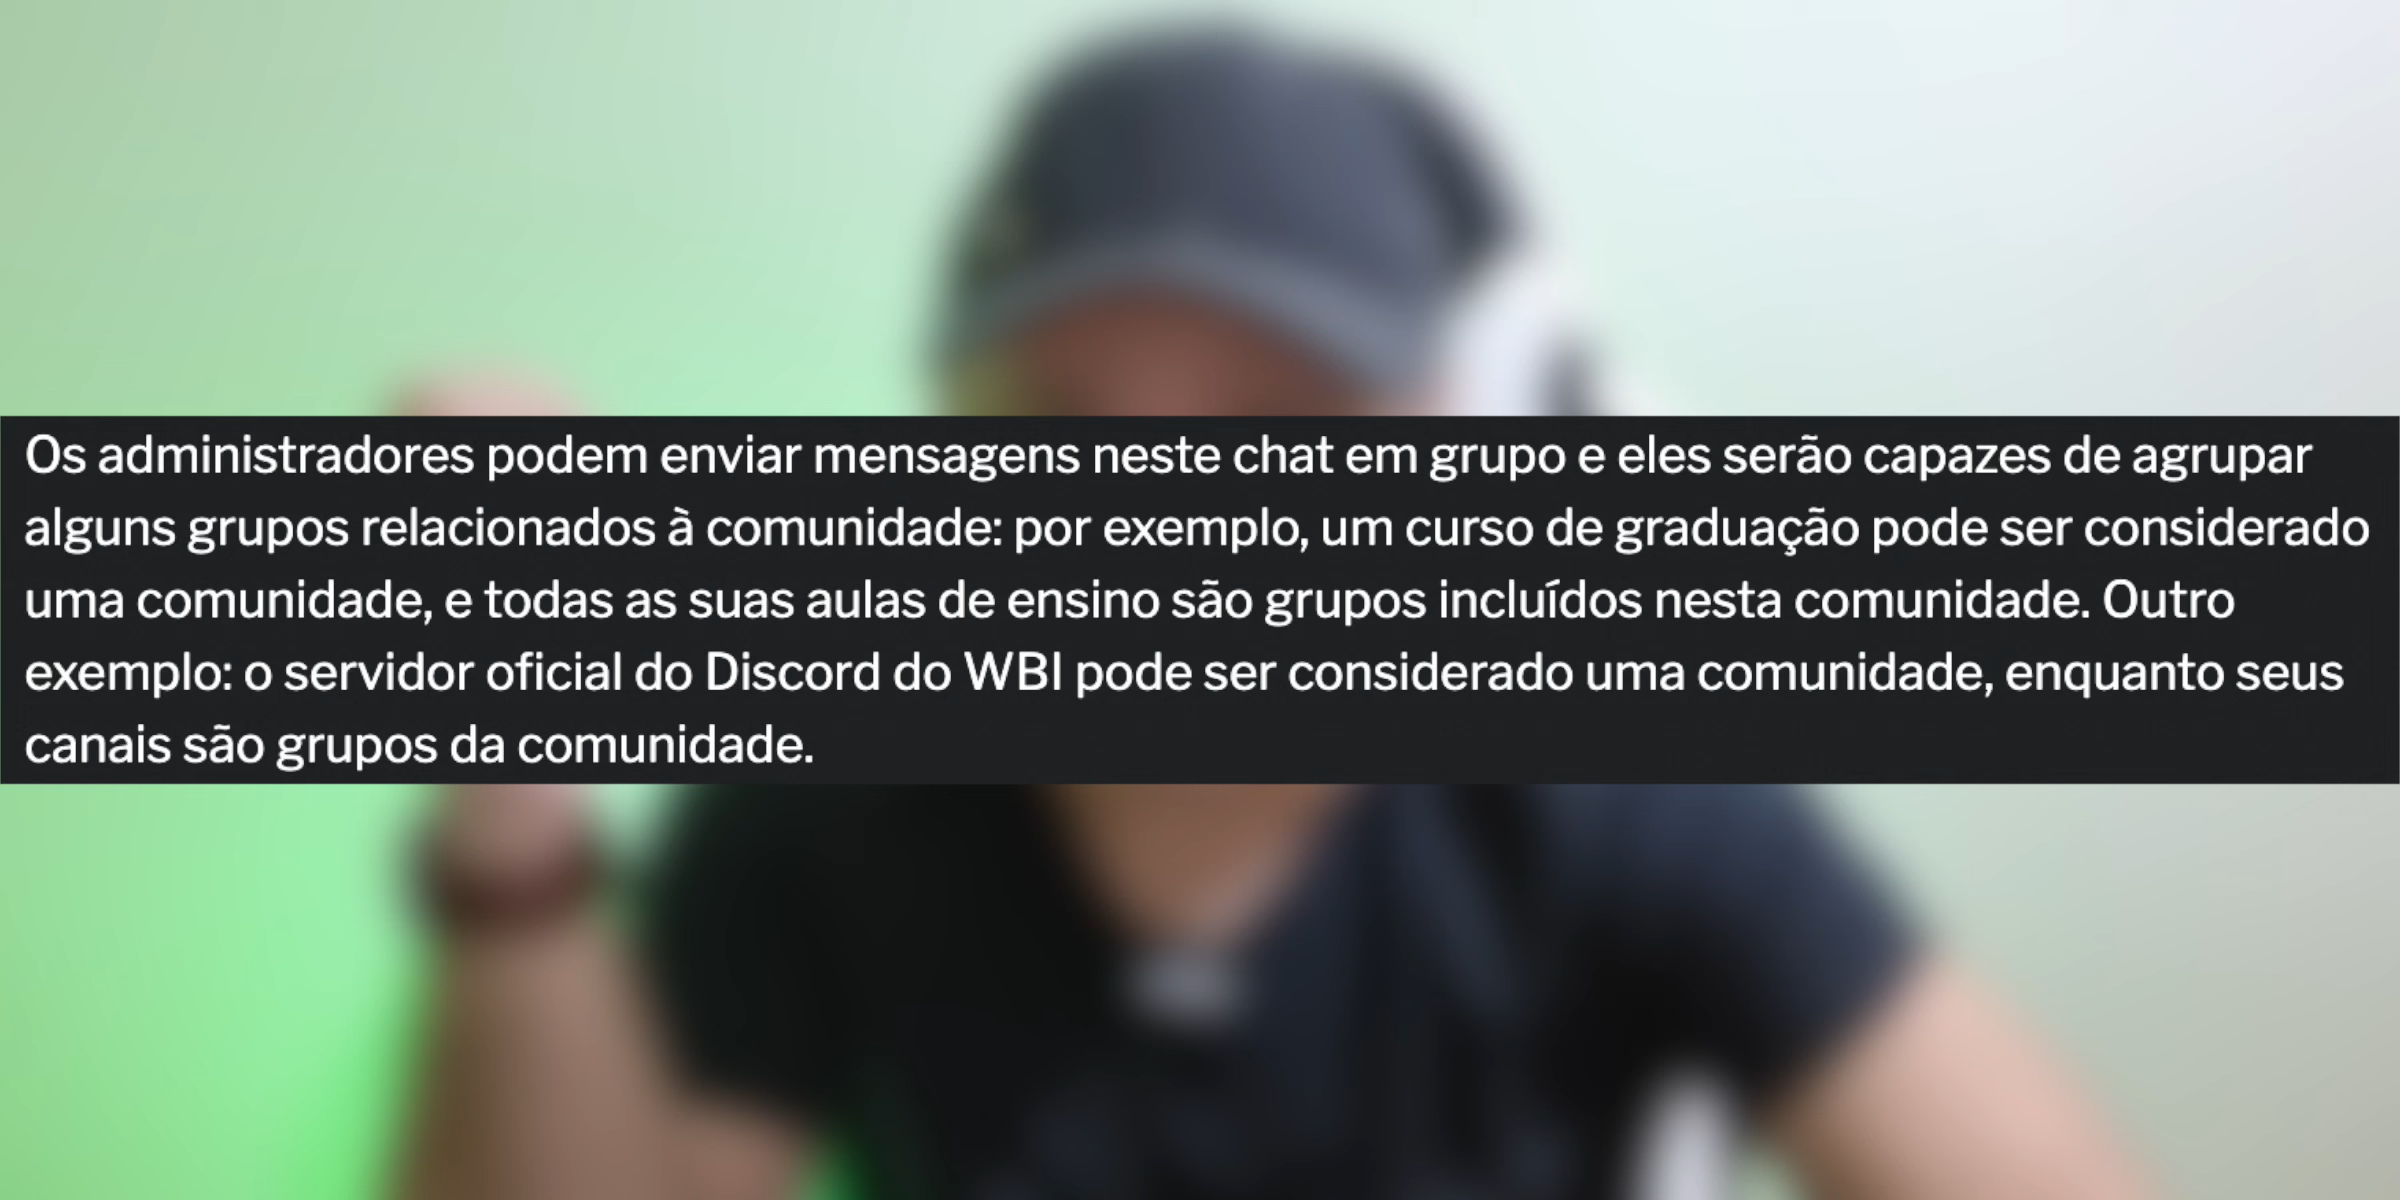 Os administradores podem enviar mensagens neste chat em grupo e eles serão capazes de agrupar
alguns grupos relacionados à comunidade: por exemplo, um curso de graduação pode ser considerado
uma comunidade, e todas as suas aulas de ensino são grupos incluídos nesta comunidade. Outro
exemplo: o servidor oficial do Discord do WBI pode ser considerado uma comunidade, enquanto seus
canais são grupos da comunidade.